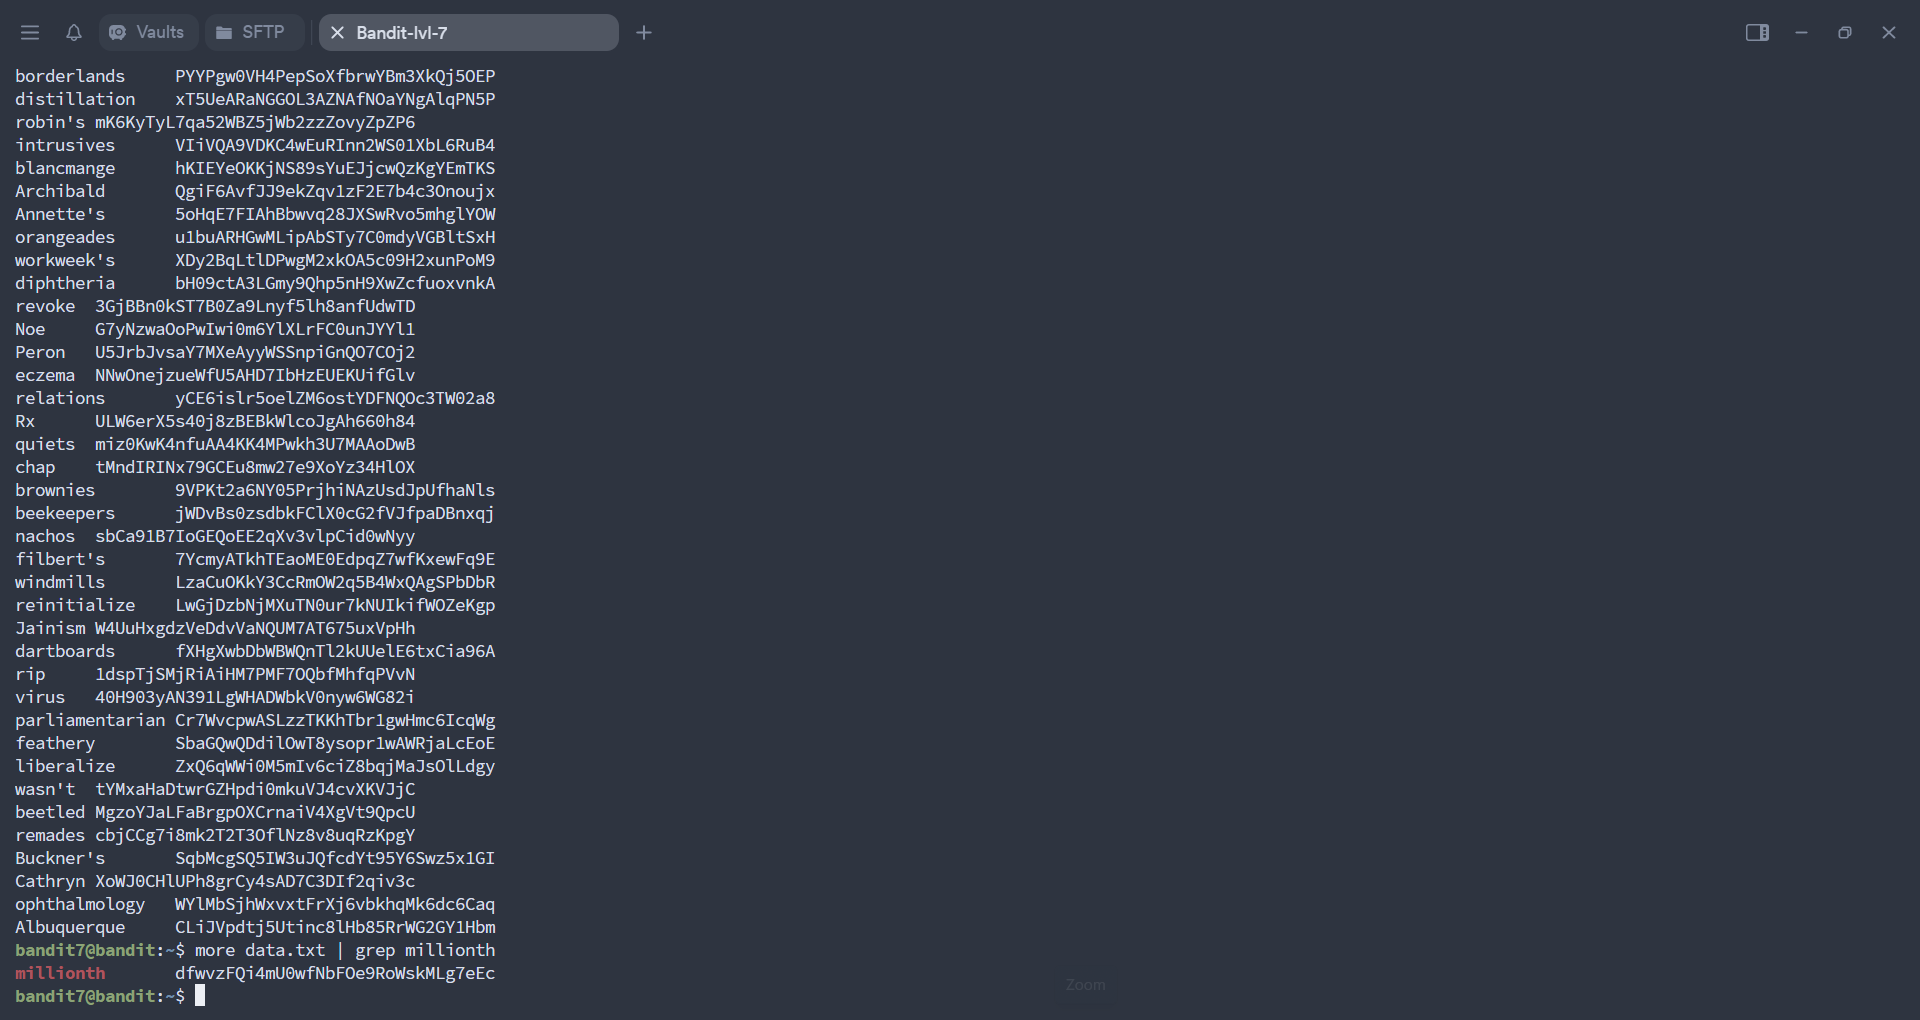 Vaults SFTP Bandit-lvl-7
borderlands PYYPgw0VH4PepSoXfbrwYBm3XkQj5OEP
distillation xT5UeARaNGGOL3AZNAfNOaYNgAlqPN5P
robin's mK6KyTyL7qa52WBZ5jWb2zzZovyZpZP6
intrusives VIiVQA9VDKC4wEuRInn2WS01XbL6RuB4
blancmange hKIEYeOKKjNS89sYuEJjcwQzKgYEmTKS
Archibald QgiF6AvfJJ9ekZqv1zF2E7b4c3Onoujx
Annette's 5oHqE7FIAhBbwvq28JXSwRvo5mhglYOW
orangeades u1buARHGwMLipAbSTy7C0mdyVGBltSxH
workweek's XDy2BqLtlDPwgM2xkOA5c09H2xunPoM9
diphtheria bH09ctA3LGmy9Qhp5nH9XwZcfuoxvnkA
revoke 3GjBBn0kST7B0Za9Lnyf5lh8anfUdwTD
Noe G7yNzwaOoPwIwi0m6YlXLrFC0unJYYl1
Peron U5JrbJvsaY7MXeAyyWSSnpiGnQO7COj2
eczema NNwOnejzueWfU5AHD7IbHzEUEKUifGlv
relations yCE6islr5oelZM6ostYDFNQOc3TW02a8
Rx ULW6erX5s40j8zBEBkWlcoJgAh660h84
quiets miz0KwK4nfuAA4KK4MPwkh3U7MAAoDwB
chap tMndIRINx79GCEu8mw27e9XoYz34HlOX
brownies 9VPKt2a6NY05PrjhiNAzUsdJpUfhaNls
beekeepers jWDvBs0zsdbkFClX0cG2fVJfpaDBnxqj
nachos sbCa91B7IoGEQoEE2qXv3vlpCid0wNyy
filbert's 7YcmyATkhTEaoME0EdpqZ7wfKxewFq9E
windmills LzaCuOKkY3CcRmOW2q5B4WxQAgSPbDbR
reinitialize LwGjDzbNjMXuTN0ur7kNUIkifWOZeKgp
Jainism W4UuHxgdzVeDdvVaNQUM7AT675uxVpHh
dartboards fXHgXwbDbWBWQnTl2kUUelE6txCia96A
rip 1dspTjSMjRiAiHM7PMF7OQbfMhfqPVvN
virus 40H903yAN391LgWHADWbkV0nyw6WG82i
parliamentarian Cr7WvcpwASLzzTKKhTbr1gwHmc6IcqWg
feathery SbaGQwQDdilOwT8ysopr1wAWRjaLcEoE
liberalize ZxQ6qWWi0M5mIv6ciZ8bqjMaJsOlLdgy
wasn't tYMxaHaDtwrGZHpdi0mkuVJ4cvXKVJjC
beetled MgzoYJaLFaBrgpOXCrnaiV4XgVt9QpcU
remades cbjCCg7i8mk2T2T3OflNz8v8uqRzKpgY
Buckner's SqbMcgSQ5IW3uJQfcdYt95Y6Swz5x1GI
Cathryn XoWJ0CHlUPh8grCy4sAD7C3DIf2qiv3c
ophthalmology WYlMbSjhWxvxtFrXj6vbkhqMk6dc6Caq
Albuquerque CLiJVpdtj5Utinc8lHb85RrWG2GY1Hbm
bandit7@bandit:~$ more data.txt | grep millionth
millionth dfwvzFQi4mU0wfNbFOe9RoWskMLg7eEc
bandit7@bandit:~$
Zoom